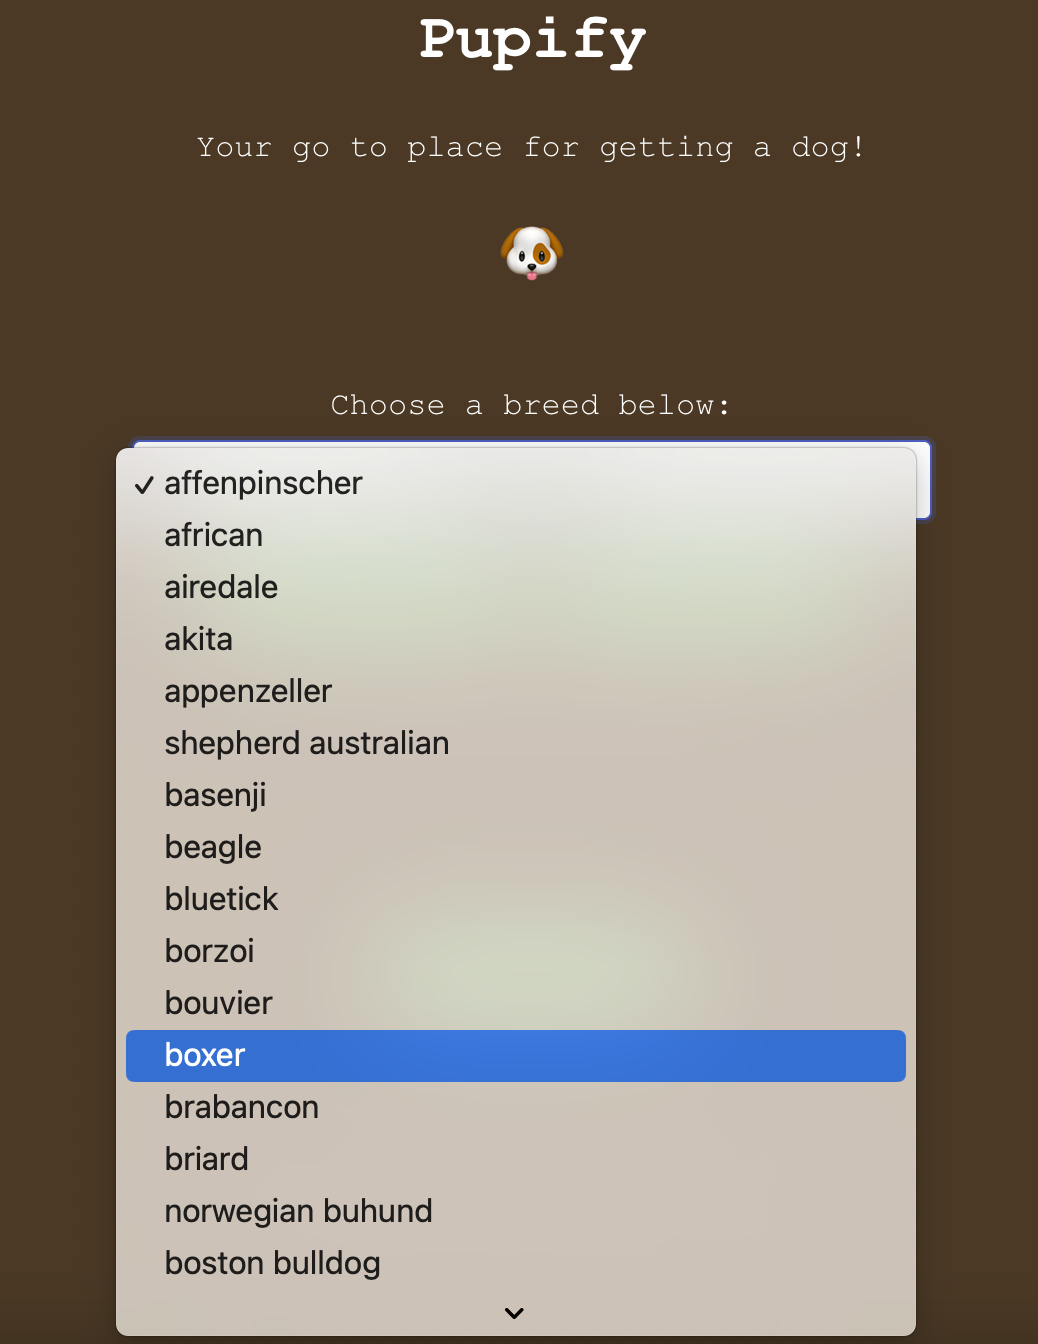 Pupify
Your go to place for getting a dog!
Choose a breed below:
affenpinscher
african
airedale
akita
appenzeller
shepherd australian
basenji
beagle
bluetick
borzoi
bouvier
boxer
brabancon
briard
norwegian buhund
boston bulldog